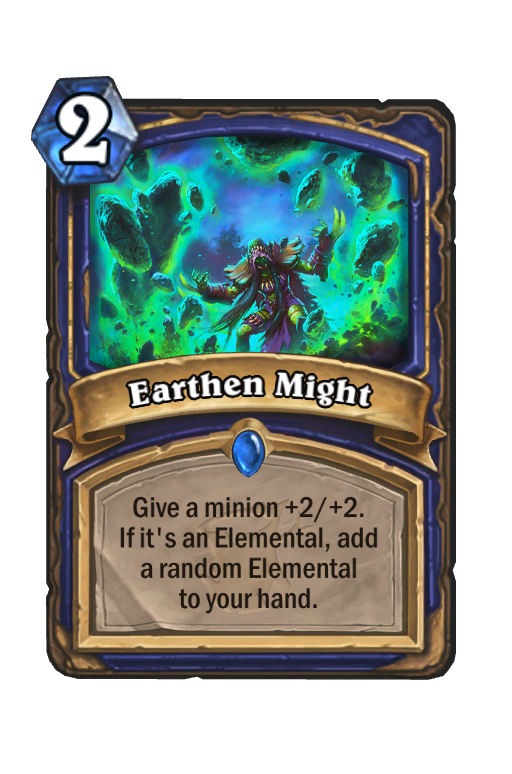 2
Earthen Might
Give a minion +2/+2.
If it's an Elemental, add
a random Elemental
to your hand.